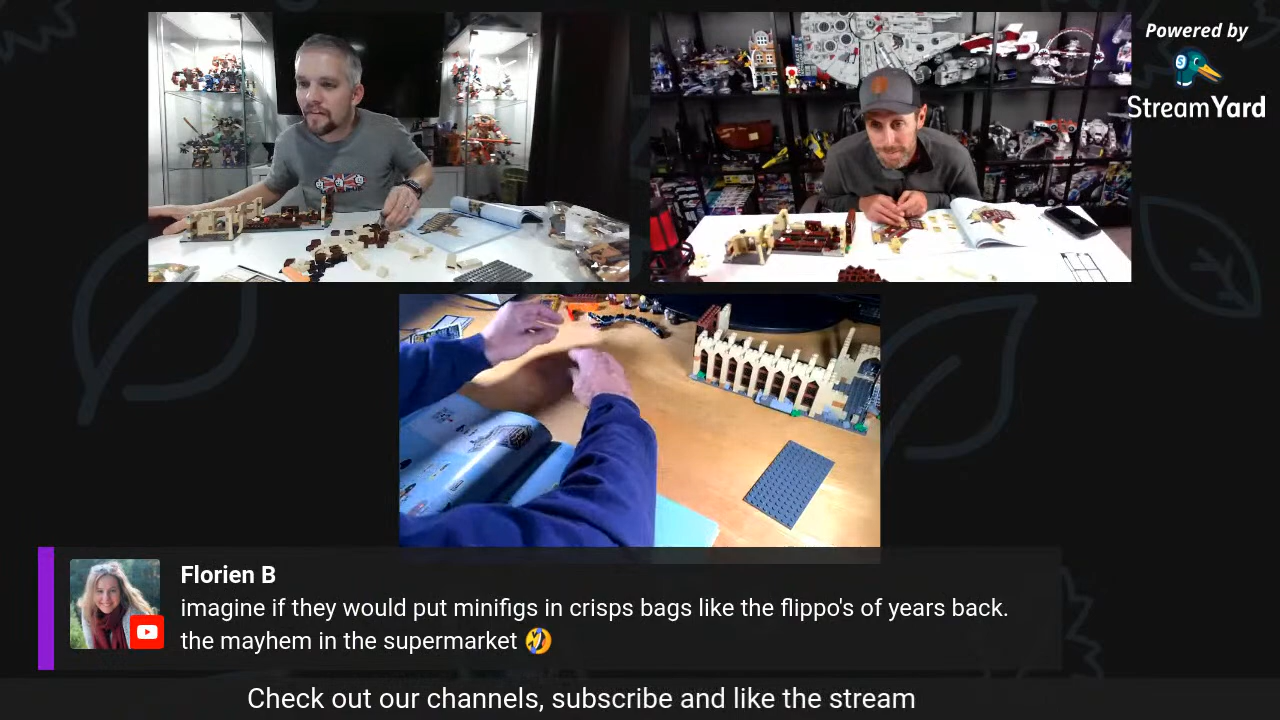 Powered by
StreamYard
Florien B
imagine if they would put minifigs in crisps bags like the flippo's of years back.
the mayhem in the supermarket 🤣
Check out our channels, subscribe and like the stream